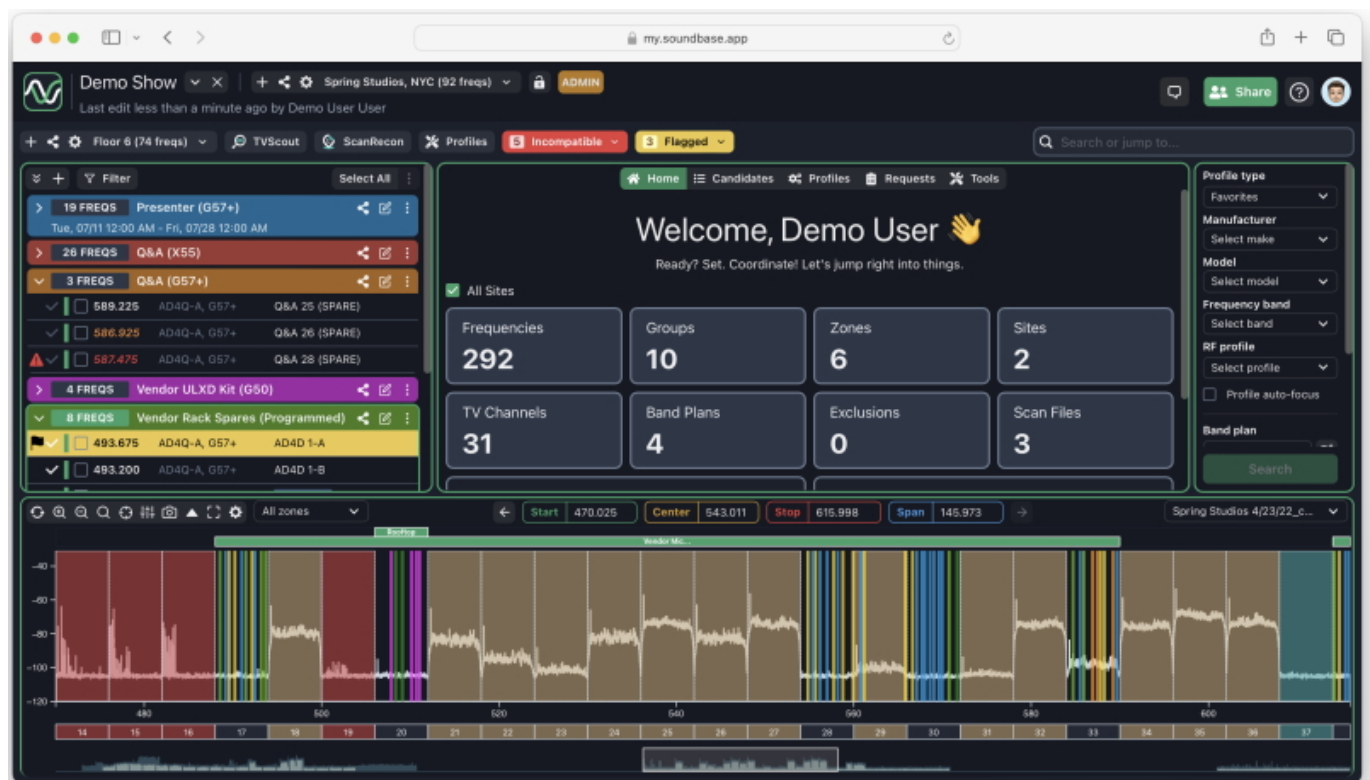 my.soundbase.app
Demo Show
Spring Studios, NYC (92 freqs)
ADMIN
Last edit less than a minute ago by Demo User User
Share
Floor 6 (74 freqs)
TVScout
ScanRecon
Profiles
5 Incompatible
3 Flagged
Search or jump to...
Filter
Select All
19 FREQS Presenter (G57+)
Tue, 07/11 12:00 AM - Fri, 07/28 12:00 AM
26 FREQS Q&A (X55)
3 FREQS Q&A (G57+)
589.225 AD4Q-A, G57+ Q&A 25 (SPARE)
586.925 AD4Q-A, G57+ Q&A 26 (SPARE)
587.475 AD4Q-A, G57+ Q&A 28 (SPARE)
4 FREQS Vendor ULXD Kit (G50)
8 FREQS Vendor Rack Spares (Programmed)
493.675 AD4Q-A, G57+ AD4D 1-A
493.200 AD4Q-A, G57+ AD4D 1-B
Home Candidates Profiles Requests Tools
Welcome, Demo User 👋
Ready? Set. Coordinate! Let's jump right into things.
All Sites
Frequencies
292
Groups
10
Zones
6
Sites
2
TV Channels
31
Band Plans
4
Exclusions
0
Scan Files
3
Profile type
Favorites
Manufacturer
Select make
Model
Select model
Frequency band
Select band
RF profile
Select profile
Profile auto-focus
Band plan
Search
All zones
Start 470.025
Center 543.011
Stop 615.998
Span 145.973
Spring Studios 4/23/22_c...
Rooftop
Vendor Mic...
-40
-60
-80
-100
-120
480 500 520 540 560 580 600
14 15 16 17 18 19 20 21 22 23 24 25 26 27 28 29 30 31 32 33 34 35 36 37